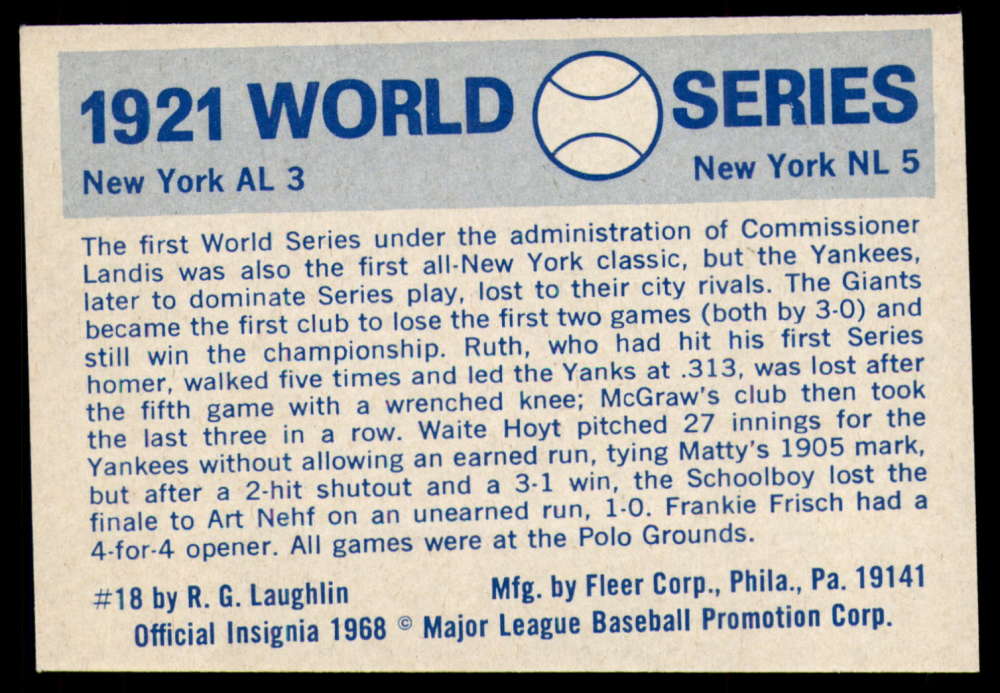 1921 WORLD SERIES
New York AL 3 New York NL 5
The first World Series under the administration of Commissioner
Landis was also the first all-New York classic, but the Yankees,
later to dominate Series play, lost to their city rivals. The Giants
became the first club to lose the first two games (both by 3-0) and
still win the championship. Ruth, who had hit his first Series
homer, walked five times and led the Yanks at .313, was lost after
the fifth game with a wrenched knee; McGraw's club then took
the last three in a row. Waite Hoyt pitched 27 innings for the
Yankees without allowing an earned run, tying Matty's 1905 mark,
but after a 2-hit shutout and a 3-1 win, the Schoolboy lost the
finale to Art Nehf on an unearned run, 1-0. Frankie Frisch had a
4-for-4 opener. All games were at the Polo Grounds.
#18 by R. G. Laughlin Mfg. by Fleer Corp., Phila., Pa. 19141
Official Insignia 1968 © Major League Baseball Promotion Corp.